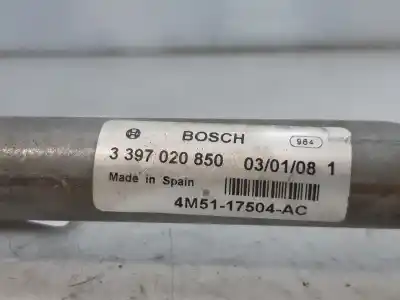 BOSCH 984
3 397 020 850 03/01/08 1
Made in Spain
4M51-17504-AC